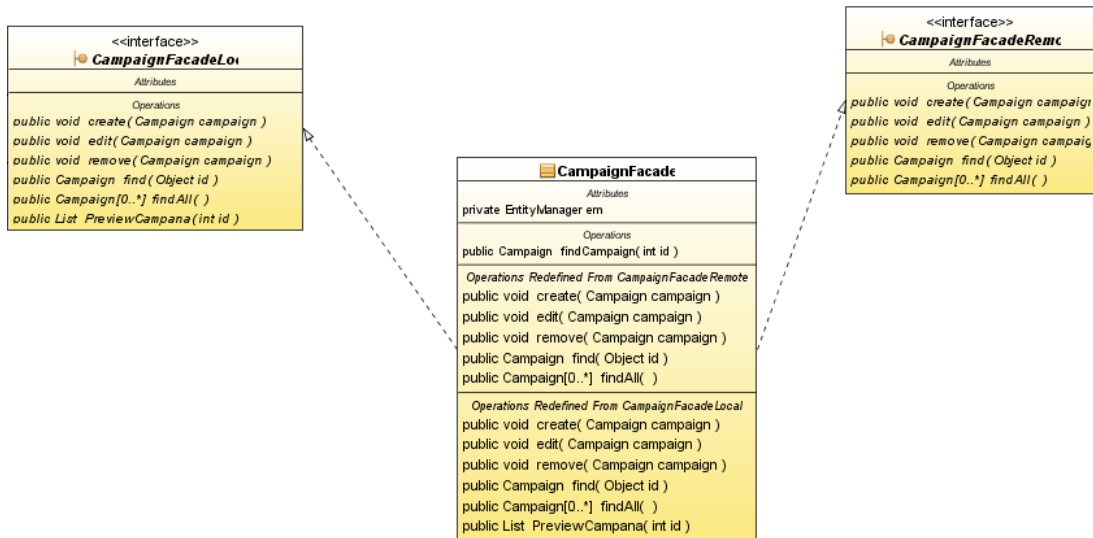 <<interface>>
CampaignFacadeLoc
Attributes
Operations
public void create( Campaign campaign )
public void edit( Campaign campaign )
public void remove( Campaign campaign )
public Campaign find( Object id )
public Campaign[0..*] findAll( )
public List PreviewCampana( int id )
CampaignFacade
Attributes
private EntityManager em
Operations
public Campaign findCampaign( int id )
Operations Redefined From CampaignFacadeRemote
public void create( Campaign campaign )
public void edit( Campaign campaign )
public void remove( Campaign campaign )
public Campaign find( Object id )
public Campaign[0..*] findAll( )
Operations Redefined From CampaignFacadeLocal
public void create( Campaign campaign )
public void edit( Campaign campaign )
public void remove( Campaign campaign )
public Campaign find( Object id )
public Campaign[0..*] findAll( )
public List PreviewCampana( int id )
<<interface>>
CampaignFacadeRemo
Attributes
Operations
public void create( Campaign campaign
public void edit( Campaign campaign )
public void remove( Campaign campaig
public Campaign find( Object id )
public Campaign[0..*] findAll( )